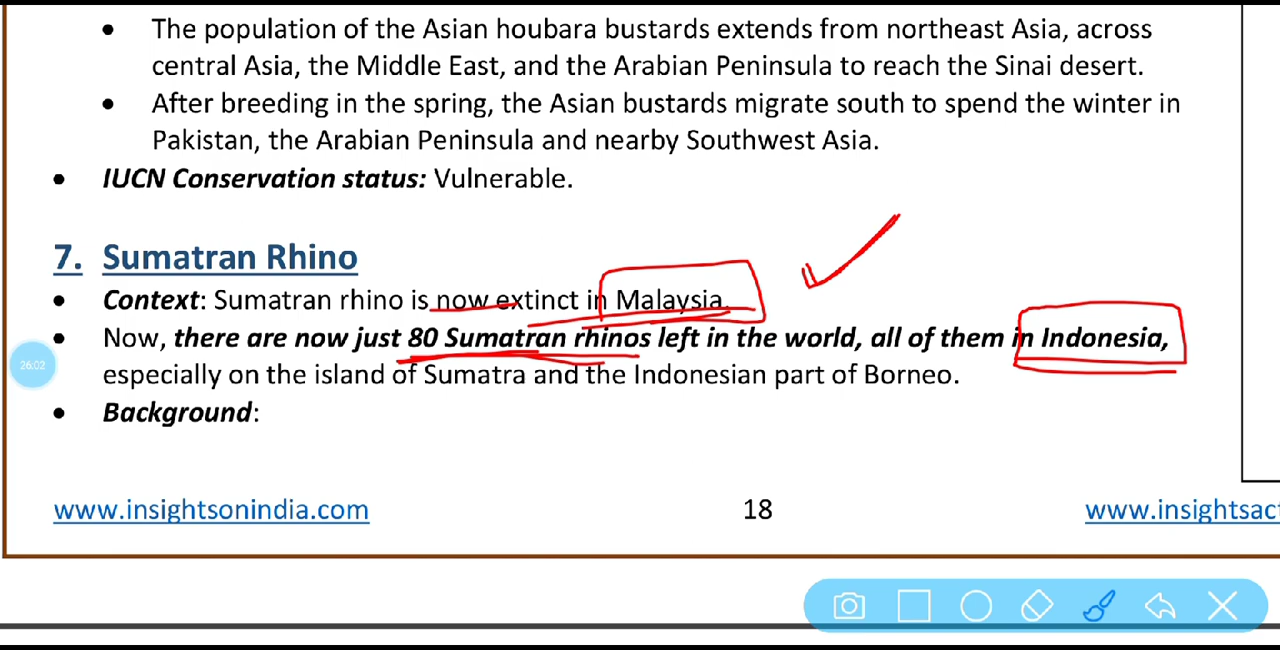 • The population of the Asian houbara bustards extends from northeast Asia, across
central Asia, the Middle East, and the Arabian Peninsula to reach the Sinai desert.
• After breeding in the spring, the Asian bustards migrate south to spend the winter in
Pakistan, the Arabian Peninsula and nearby Southwest Asia.
• IUCN Conservation status: Vulnerable.
7. Sumatran Rhino
• Context: Sumatran rhino is now extinct in Malaysia.
• Now, there are now just 80 Sumatran rhinos left in the world, all of them in Indonesia,
26:02
especially on the island of Sumatra and the Indonesian part of Borneo.
• Background:
www.insightsonindia.com 18 www.insightsact